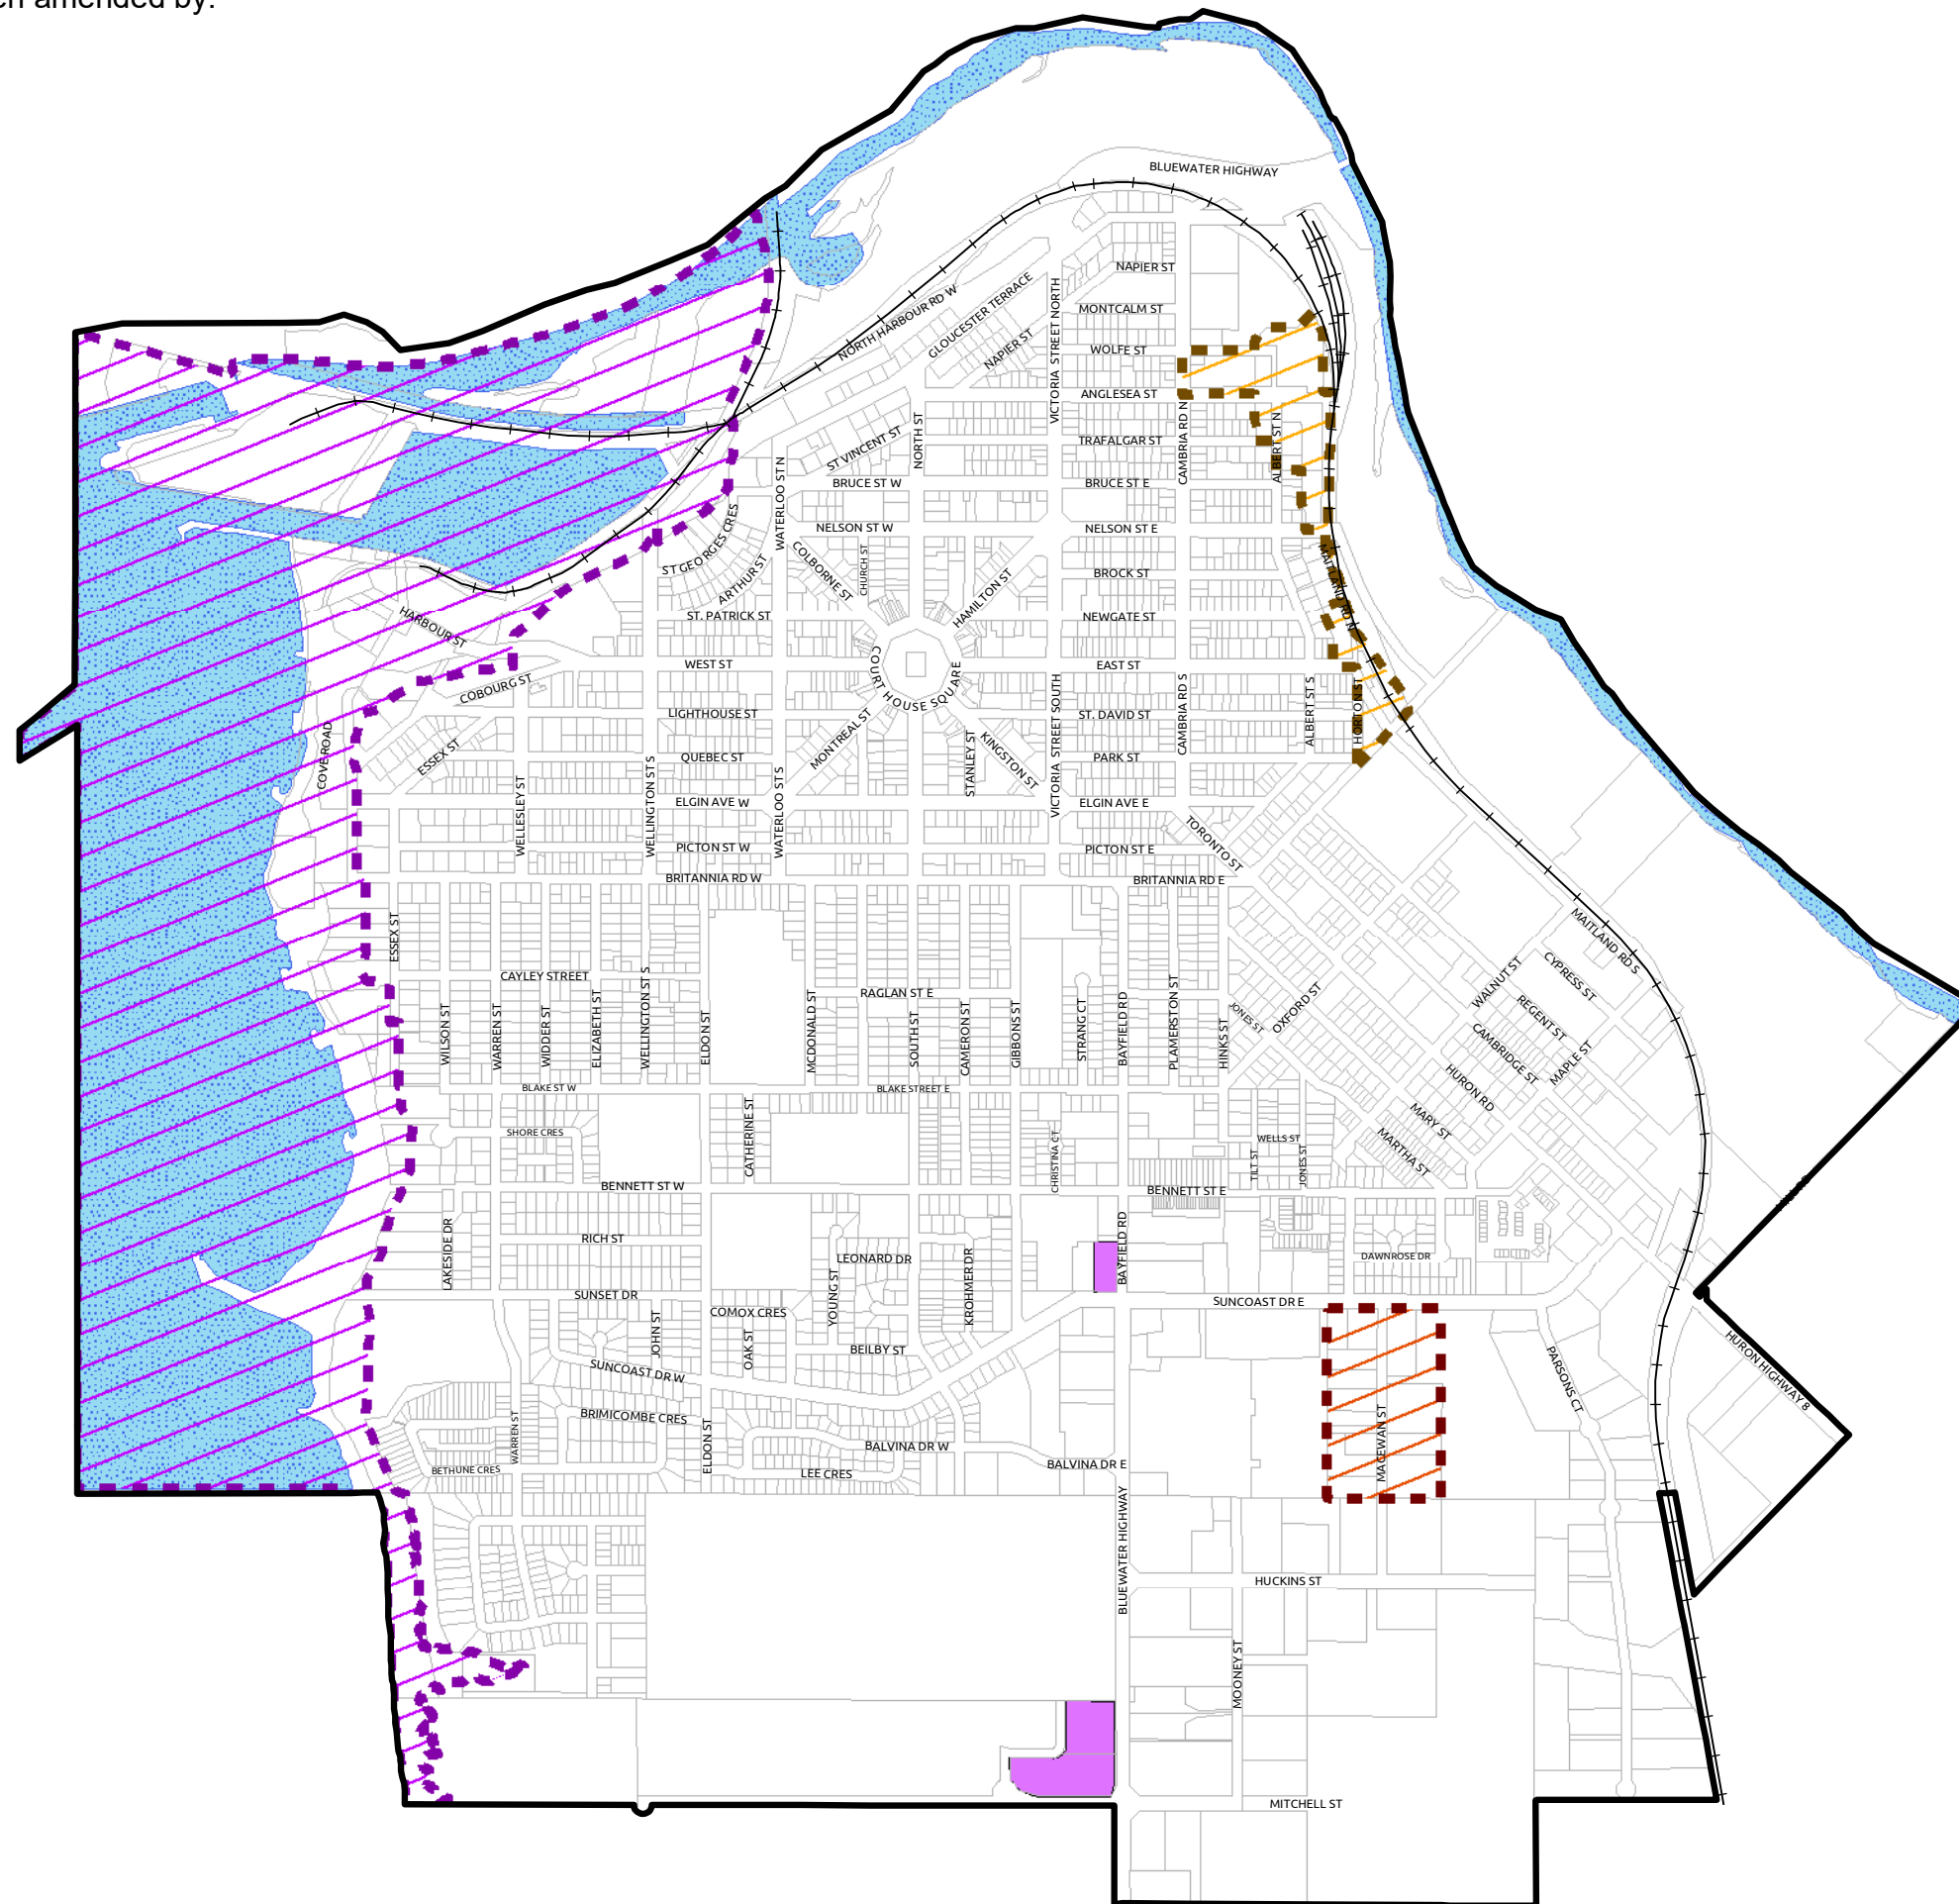 en amended by:
BLUEWATER HIGHWAY
NAPIER ST
MONTCALM ST
WOLFE ST
ANGLESEA ST
TRAFALGAR ST
BRUCE ST E
NELSON ST E
BROCK ST
NEWGATE ST
EAST ST
ST. DAVID ST
PARK ST
ELGIN AVE E
PICTON ST E
BRITANNIA RD E
NORTH HARBOUR RD W
GLOUCESTER TERRACE
NAPIER ST
VICTORIA STREET NORTH
NORTH ST
CAMBRIA RD N
ALBERT ST N
MAITLAND RD N
ST VINCENT ST
BRUCE ST W
NELSON ST W
WATERLOO ST N
ST GEORGES CRES
ARTHUR ST
COLBORNE ST
CHURCH ST
HAMILTON ST
ST. PATRICK ST
HARBOUR ST
WEST ST
COURT HOUSE SQUARE
COBOURG ST
LIGHTHOUSE ST
MONTREAL ST
STANLEY ST
KINGSTON ST
VICTORIA STREET SOUTH
CAMBRIA RD S
ALBERT ST S
HORTON ST
COVE ROAD
ESSEX ST
QUEBEC ST
WELLESLEY ST
WELLINGTON ST S
WATERLOO ST S
ELGIN AVE W
PICTON ST W
BRITANNIA RD W
TORONTO ST
MAITLAND RD S
ESSEX ST
CAYLEY STREET
RAGLAN ST E
WILSON ST
WARREN ST
WIDDER ST
ELIZABETH ST
WELLINGTON ST S
ELDON ST
MCDONALD ST
SOUTH ST
CAMERON ST
GIBBONS ST
STRANG CT
BAYFIELD RD
PLAMERSTON ST
HINKS ST
JONES ST
OXFORD ST
WALNUT ST
CYPRESS ST
REGENT ST
CAMBRIDGE ST
MAPLE ST
HURON RD
MARY ST
MARTHA ST
BLAKE ST W
BLAKE STREET E
SHORE CRES
CATHERINE ST
CHRISTINA CT
WELLS ST
TILT ST
JONES ST
BENNETT ST W
BENNETT ST E
LAKESIDE DR
RICH ST
LEONARD DR
YOUNG ST
KROHMER DR
BAYFIELD RD
DAWNROSE DR
SUNSET DR
COMOX CRES
SUNCOAST DR E
JOHN ST
OAK ST
BEILBY ST
SUNCOAST DR W
HURON HIGHWAY 8
PARSONS CT
MACEWAN ST
BRIMICOMBE CRES
WARREN ST
ELDON ST
BALVINA DR W
BALVINA DR E
BETHUNE CRES
LEE CRES
BLUEWATER HIGHWAY
HUCKINS ST
MOONEY ST
MITCHELL ST